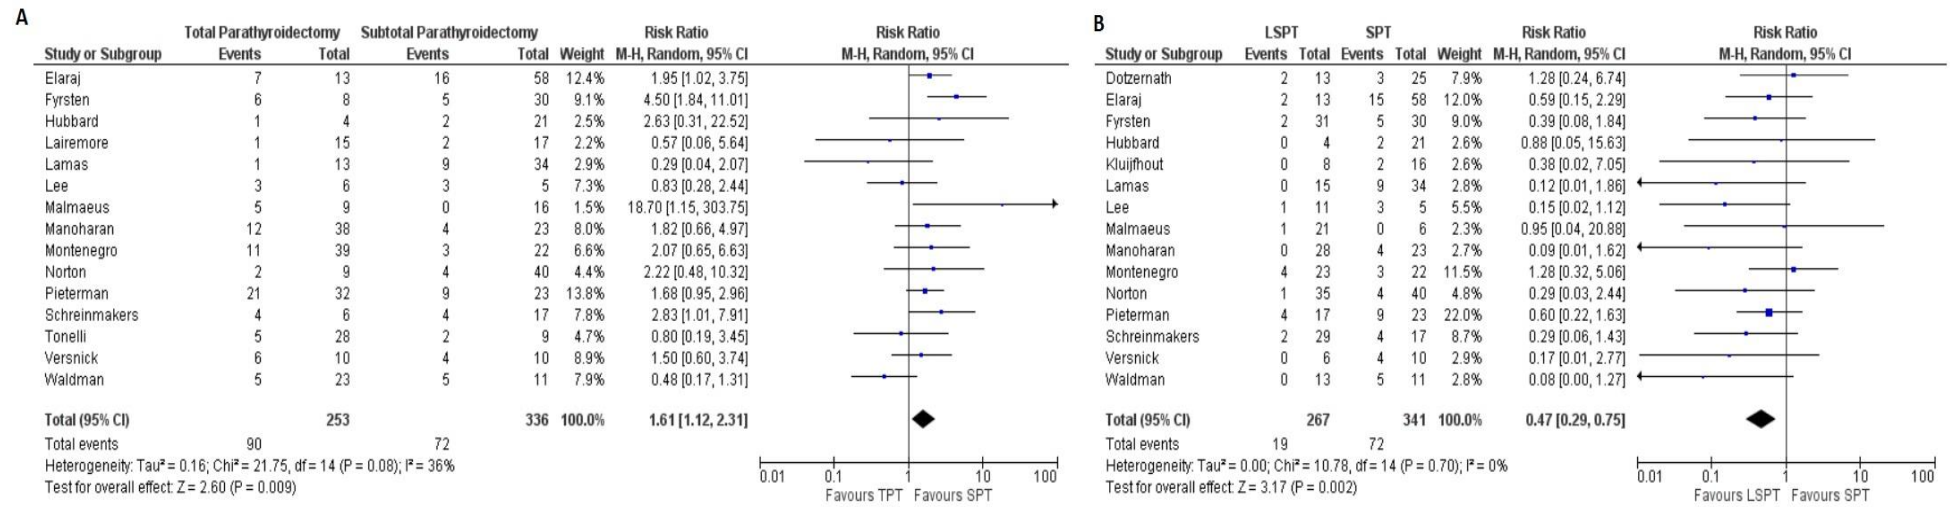 A
Total Parathyroidectomy Subtotal Parathyroidectomy Risk Ratio Risk Ratio
Study or Subgroup Events Total Events Total Weight M-H, Random, 95% CI M-H, Random, 95% CI
Elaraj 7 13 16 58 12.4% 1.95 [1.02, 3.75]
Fyrsten 6 8 5 30 9.1% 4.50 [1.84, 11.01]
Hubbard 1 4 2 21 2.5% 2.63 [0.31, 22.52]
Lairemore 1 15 2 17 2.2% 0.57 [0.06, 5.64]
Lamas 1 13 9 34 2.9% 0.29 [0.04, 2.07]
Lee 3 6 3 5 7.3% 0.83 [0.28, 2.44]
Malmaeus 5 9 0 16 1.5% 18.70 [1.15, 303.75]
Manoharan 12 38 4 23 8.0% 1.82 [0.66, 4.97]
Montenegro 11 39 3 22 6.6% 2.07 [0.65, 6.63]
Norton 2 9 4 40 4.4% 2.22 [0.48, 10.32]
Pieterman 21 32 9 23 13.8% 1.68 [0.95, 2.96]
Schreinmakers 4 6 4 17 7.8% 2.83 [1.01, 7.91]
Tonelli 5 28 2 9 4.7% 0.80 [0.19, 3.45]
Versnick 6 10 4 10 8.9% 1.50 [0.60, 3.74]
Waldman 5 23 5 11 7.9% 0.48 [0.17, 1.31]
Total (95% CI) 253 336 100.0% 1.61 [1.12, 2.31]
Total events 90 72
Heterogeneity: Tau² = 0.16; Chi² = 21.75, df = 14 (P = 0.08); I² = 36%
Test for overall effect: Z = 2.60 (P = 0.009)
0.01 0.1 1 10 100
Favours TPT Favours SPT
B
LSPT SPT Risk Ratio Risk Ratio
Study or Subgroup Events Total Events Total Weight M-H, Random, 95% CI M-H, Random, 95% CI
Dotzernath 2 13 3 25 7.9% 1.28 [0.24, 6.74]
Elaraj 2 13 15 58 12.0% 0.59 [0.15, 2.29]
Fyrsten 2 31 5 30 9.0% 0.39 [0.08, 1.84]
Hubbard 0 4 2 21 2.6% 0.88 [0.05, 15.63]
Kluijfhout 0 8 2 16 2.6% 0.38 [0.02, 7.05]
Lamas 0 15 9 34 2.8% 0.12 [0.01, 1.86]
Lee 1 11 3 5 5.5% 0.15 [0.02, 1.12]
Malmaeus 1 21 0 6 2.3% 0.95 [0.04, 20.88]
Manoharan 0 28 4 23 2.7% 0.09 [0.01, 1.62]
Montenegro 4 23 3 22 11.5% 1.28 [0.32, 5.06]
Norton 1 35 4 40 4.8% 0.29 [0.03, 2.44]
Pieterman 4 17 9 23 22.0% 0.60 [0.22, 1.63]
Schreinmakers 2 29 4 17 8.7% 0.29 [0.06, 1.43]
Versnick 0 6 4 10 2.9% 0.17 [0.01, 2.77]
Waldman 0 13 5 11 2.8% 0.08 [0.00, 1.27]
Total (95% CI) 267 341 100.0% 0.47 [0.29, 0.75]
Total events 19 72
Heterogeneity: Tau² = 0.00; Chi² = 10.78, df = 14 (P = 0.70); I² = 0%
Test for overall effect: Z = 3.17 (P = 0.002)
0.01 0.1 1 10 100
Favours LSPT Favours SPT